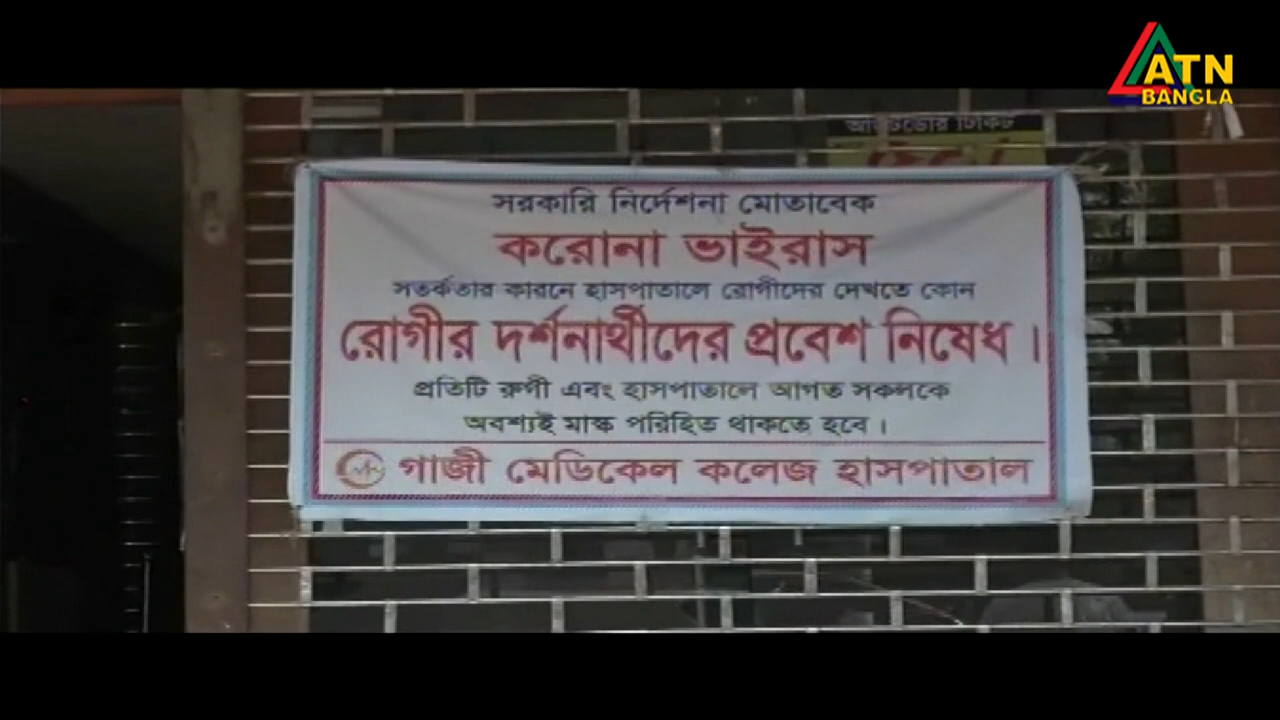 ATN
BANGLA
আউটডোর টিকিট
সরকারি নির্দেশনা মোতাবেক
করোনা ভাইরাস
সতর্কতার কারনে হাসপাতালে রোগীদের দেখতে কোন
রোগীর দর্শনার্থীদের প্রবেশ নিষেধ।
প্রতিটি রুগী এবং হাসপাতালে আগত সকলকে
অবশ্যই মাস্ক পরিহিত থাকতে হবে।
গাজী মেডিকেল কলেজ হাসপাতাল